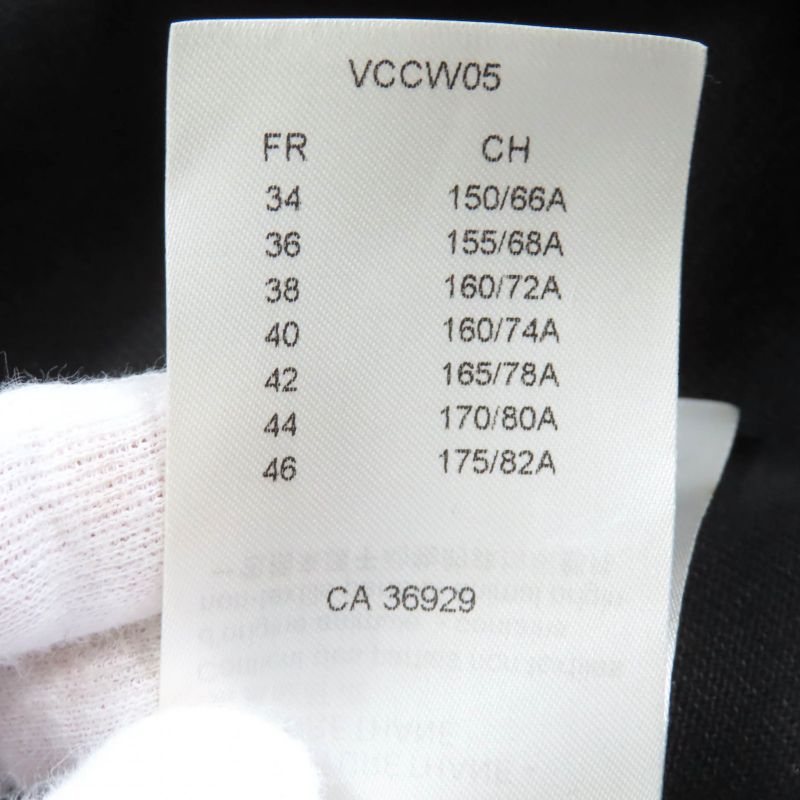 VCCW05
FR CH
34 150/66A
36 155/68A
38 160/72A
40 160/74A
42 165/78A
44 170/80A
46 175/82A
CA 36929